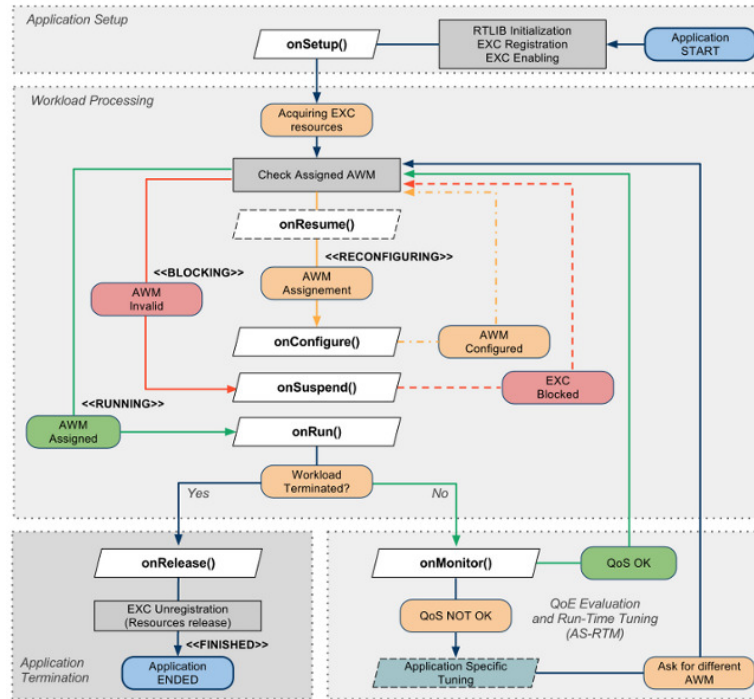 Application Setup
onSetup()
RTLIB Initialization
EXC Registration
EXC Enabling
Application
START
Workload Processing
Acquiring EXC
resources
Check Assigned AWM
onResume()
<<RECONFIGURING>>
<<BLOCKING>>
AWM
Assignement
AWM
Invalid
onConfigure()
AWM
Configured
onSuspend()
EXC
Blocked
<<RUNNING>>
AWM
Assigned
onRun()
Workload
Terminated?
Yes
No
onRelease()
EXC Unregistration
(Resources release)
<<FINISHED>>
Application
ENDED
Application
Termination
onMonitor()
QoS OK
QoS NOT OK
QoE Evaluation
and Run-Time Tuning
(AS-RTM)
Application Specific
Tuning
Ask for different
AWM